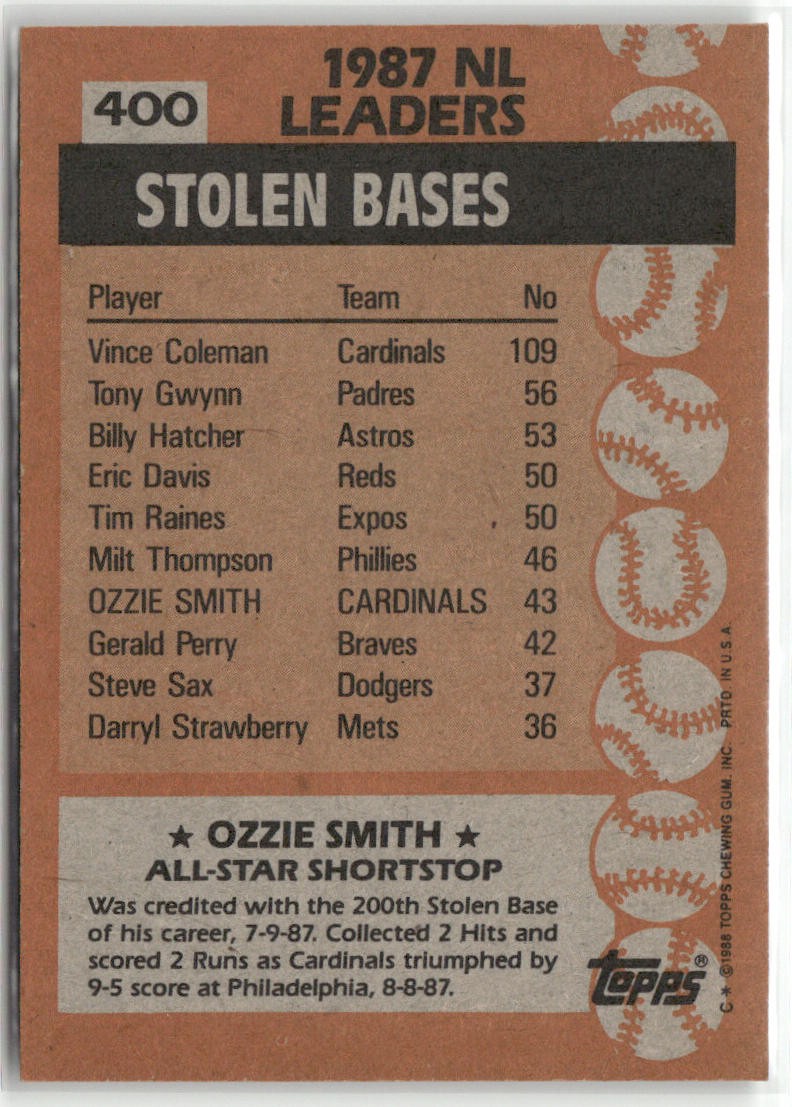 400
1987 NL
LEADERS
STOLEN BASES
Player Team No
Vince Coleman Cardinals 109
Tony Gwynn Padres 56
Billy Hatcher Astros 53
Eric Davis Reds 50
Tim Raines Expos 50
Milt Thompson Phillies 46
OZZIE SMITH CARDINALS 43
Gerald Perry Braves 42
Steve Sax Dodgers 37
Darryl Strawberry Mets 36
★ OZZIE SMITH ★
ALL-STAR SHORTSTOP
Was credited with the 200th Stolen Base
of his career, 7-9-87. Collected 2 Hits and
scored 2 Runs as Cardinals triumphed by
9-5 score at Philadelphia, 8-8-87.
TOPPS®
C * ©1988 TOPPS CHEWING GUM, INC. PRTD. IN U.S.A.